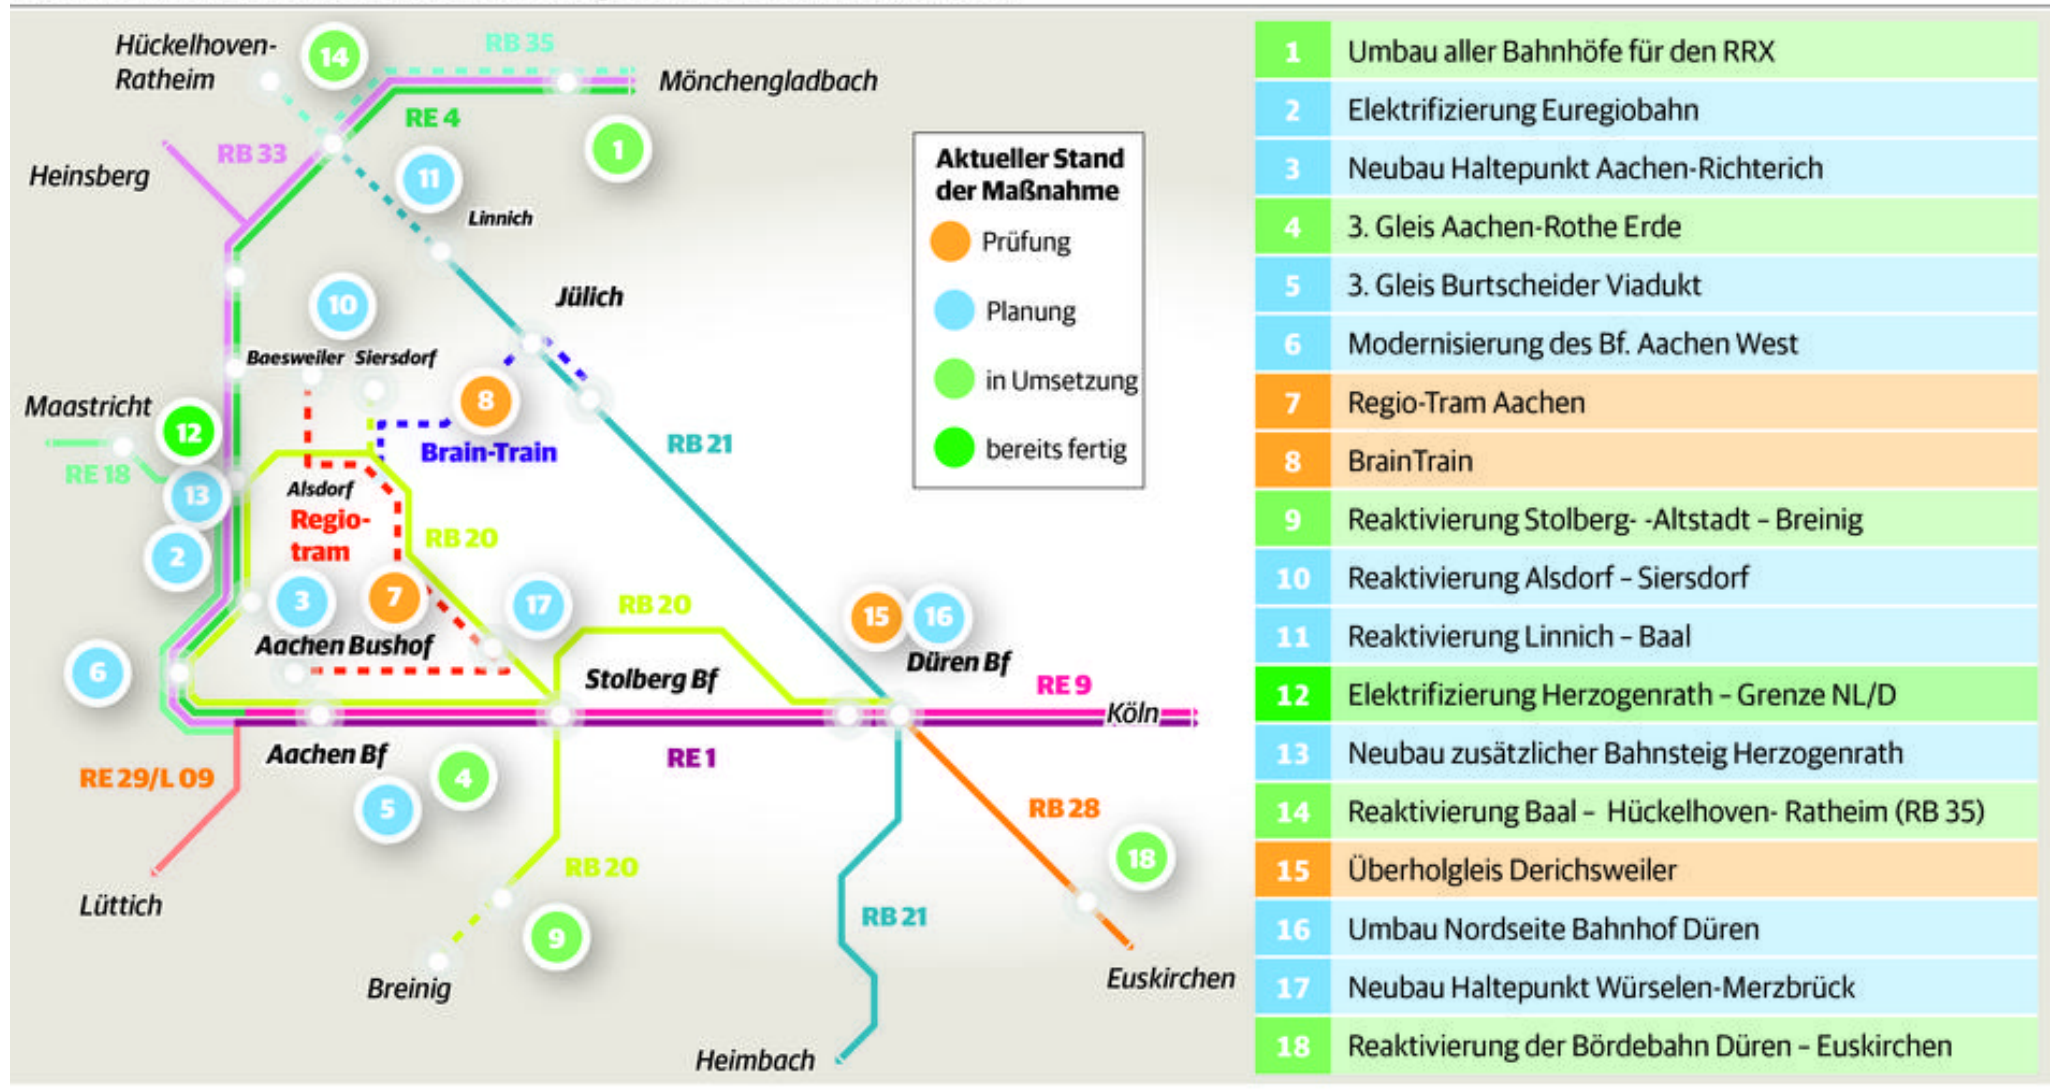 Hückelhoven-
Ratheim
14
RB 35
Mönchengladbach
RE 4
1
RB 33
Heinsberg
11
Linnich
10
Jülich
Baesweiler Siersdorf
Maastricht
12
8
Brain-Train
RB 21
RE 18
13
Alsdorf
Regio-
tram
RB 20
2
3
7
17
RB 20
15
16
Aachen Bushof
Düren Bf
6
Stolberg Bf
RE 9
Köln
Aachen Bf
RE 1
RE 29/L 09
4
5
RB 28
18
RB 20
Lüttich
9
RB 21
Breinig
Euskirchen
Heimbach
Aktueller Stand
der Maßnahme
Prüfung
Planung
in Umsetzung
bereits fertig
1 Umbau aller Bahnhöfe für den RRX
2 Elektrifizierung Euregiobahn
3 Neubau Haltepunkt Aachen-Richterich
4 3. Gleis Aachen-Rothe Erde
5 3. Gleis Burtscheider Viadukt
6 Modernisierung des Bf. Aachen West
7 Regio-Tram Aachen
8 BrainTrain
9 Reaktivierung Stolberg- -Altstadt – Breinig
10 Reaktivierung Alsdorf – Siersdorf
11 Reaktivierung Linnich – Baal
12 Elektrifizierung Herzogenrath – Grenze NL/D
13 Neubau zusätzlicher Bahnsteig Herzogenrath
14 Reaktivierung Baal – Hückelhoven- Ratheim (RB 35)
15 Überholgleis Derichsweiler
16 Umbau Nordseite Bahnhof Düren
17 Neubau Haltepunkt Würselen-Merzbrück
18 Reaktivierung der Bördebahn Düren – Euskirchen